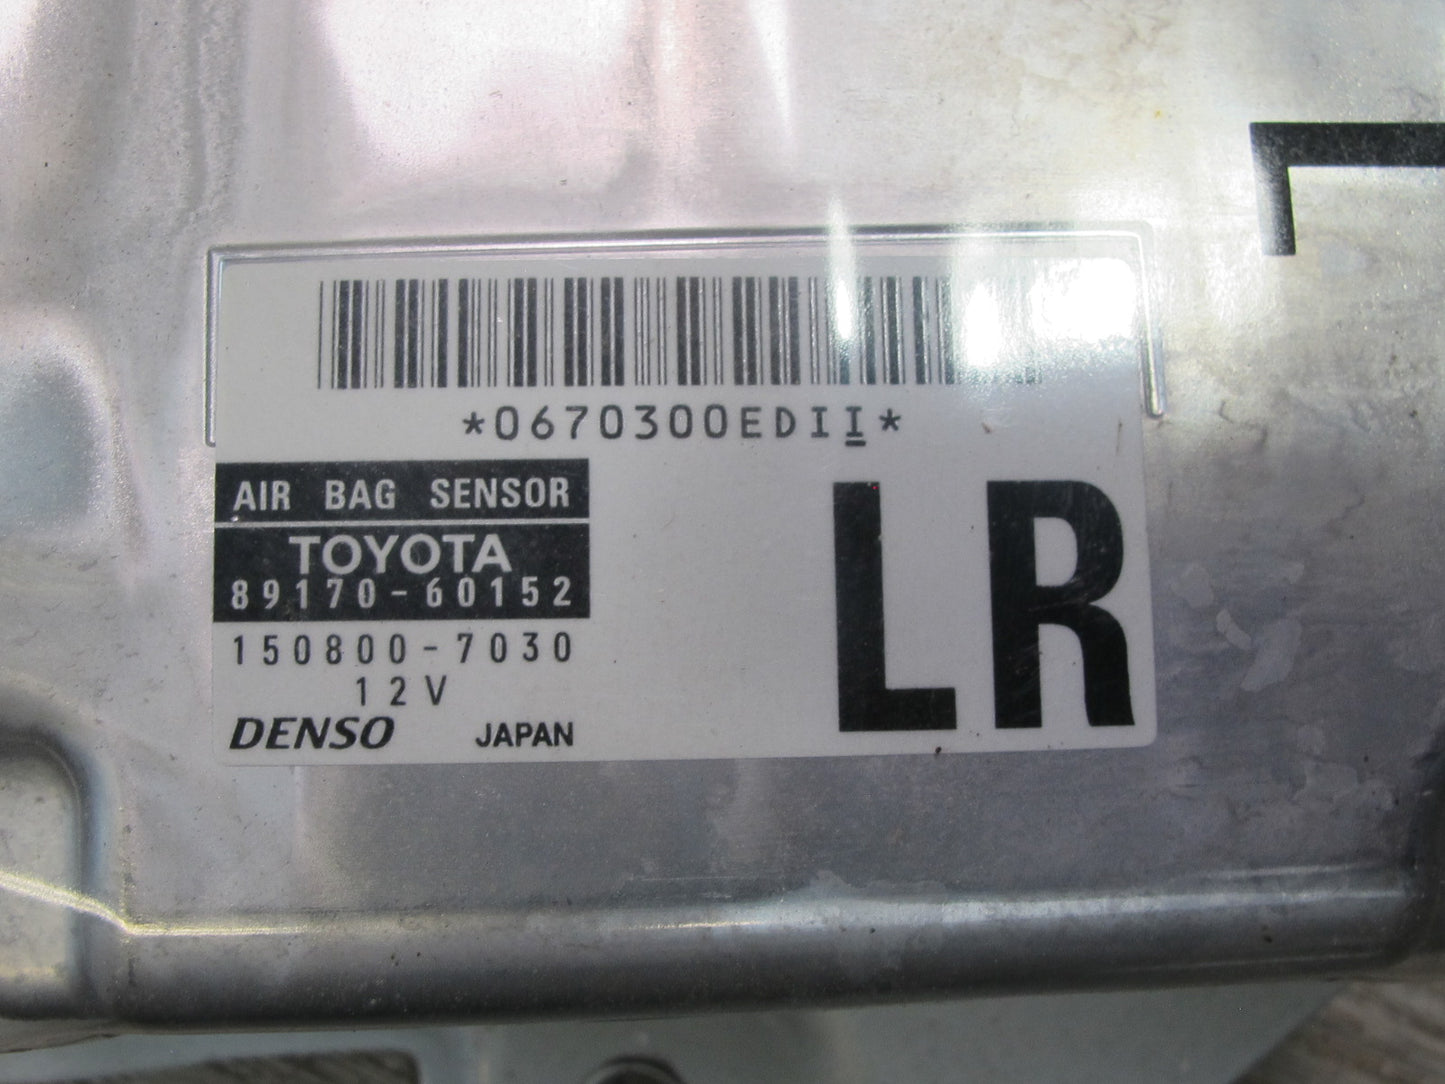 *0670300EDII*
AIR BAG SENSOR
TOYOTA
89170-60152
150800-7030
12V
DENSO JAPAN
LR